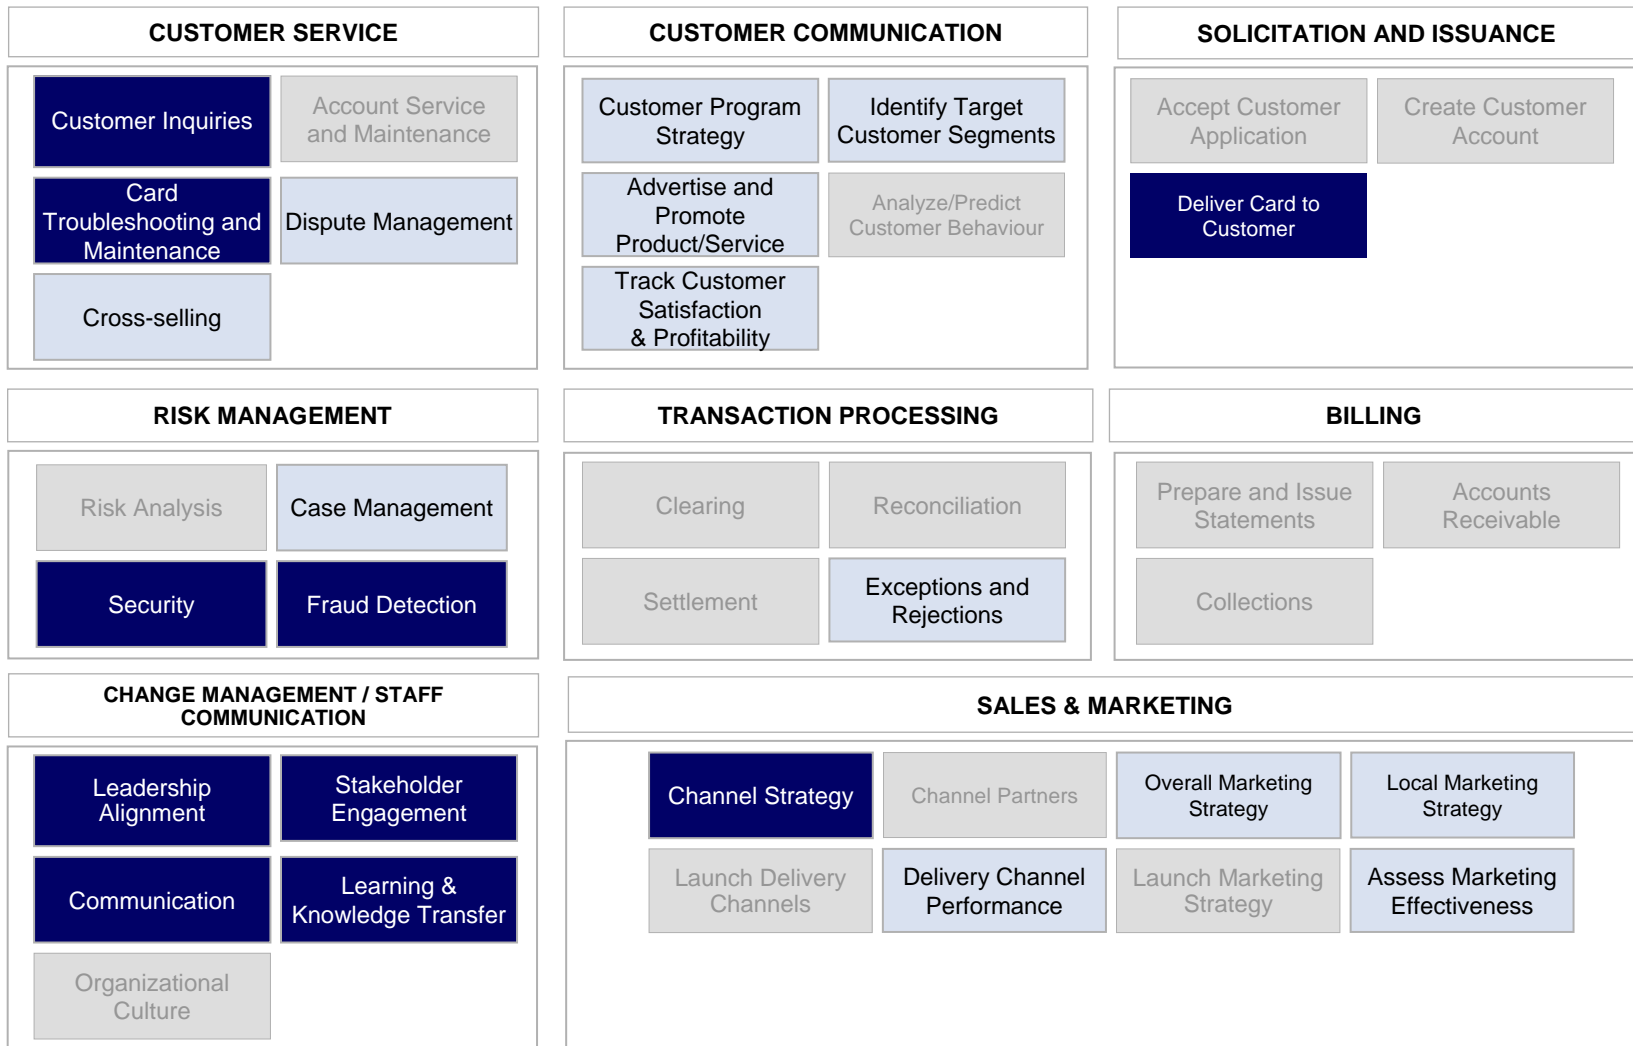 CUSTOMER SERVICE
Customer Inquiries
Account Service
and Maintenance
Card
Troubleshooting and
Maintenance
Dispute Management
Cross-selling
CUSTOMER COMMUNICATION
Customer Program
Strategy
Identify Target
Customer Segments
Advertise and
Promote
Product/Service
Analyze/Predict
Customer Behaviour
Track Customer
Satisfaction
& Profitability
SOLICITATION AND ISSUANCE
Accept Customer
Application
Create Customer
Account
Deliver Card to
Customer
RISK MANAGEMENT
Risk Analysis
Case Management
Security
Fraud Detection
TRANSACTION PROCESSING
Clearing
Reconciliation
Settlement
Exceptions and
Rejections
BILLING
Prepare and Issue
Statements
Accounts
Receivable
Collections
CHANGE MANAGEMENT / STAFF
COMMUNICATION
Leadership
Alignment
Stakeholder
Engagement
Communication
Learning &
Knowledge Transfer
Organizational
Culture
SALES & MARKETING
Channel Strategy
Channel Partners
Overall Marketing
Strategy
Local Marketing
Strategy
Launch Delivery
Channels
Delivery Channel
Performance
Launch Marketing
Strategy
Assess Marketing
Effectiveness